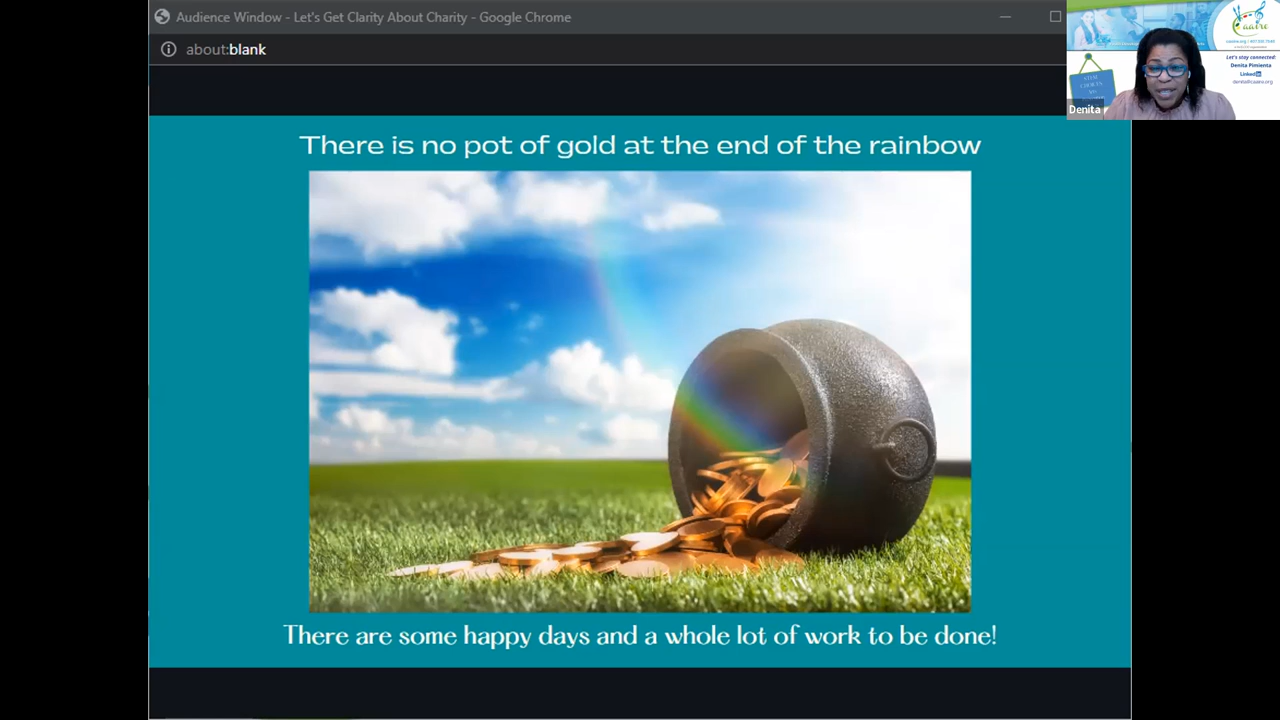 Audience Window - Let's Get Clarity About Charity - Google Chrome
about:blank
There is no pot of gold at the end of the rainbow
There are some happy days and a whole lot of work to be done!
Let's stay connected:
Denita Pimienta
Linked
Denita